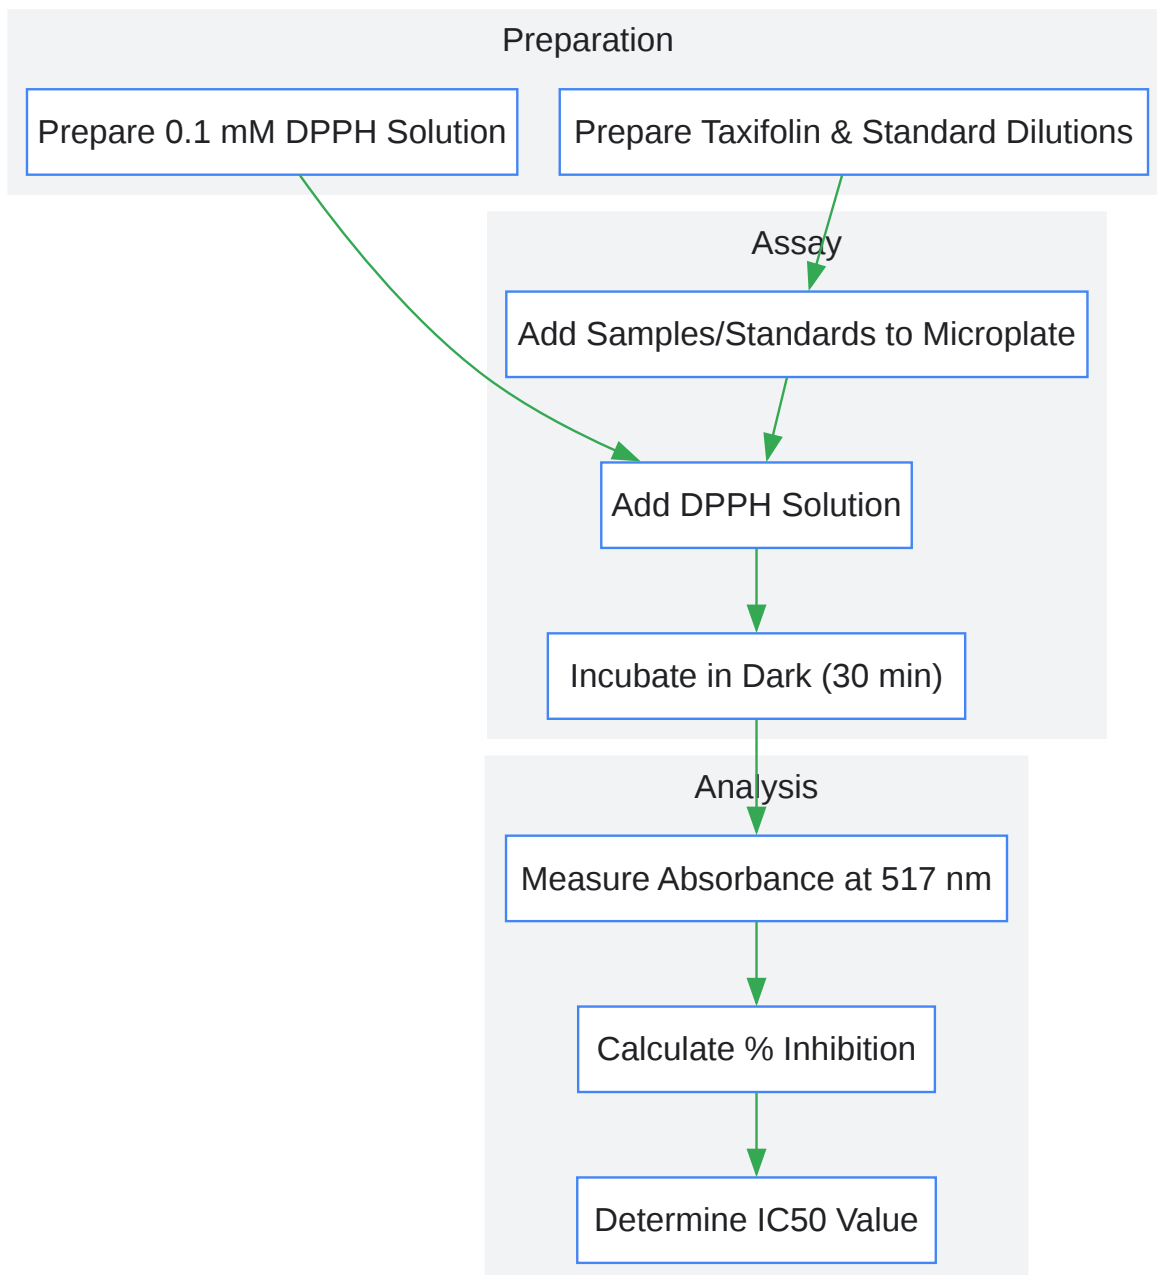 Preparation
Prepare 0.1 mM DPPH Solution
Prepare Taxifolin & Standard Dilutions
Assay
Add Samples/Standards to Microplate
Add DPPH Solution
Incubate in Dark (30 min)
Analysis
Measure Absorbance at 517 nm
Calculate % Inhibition
Determine IC50 Value